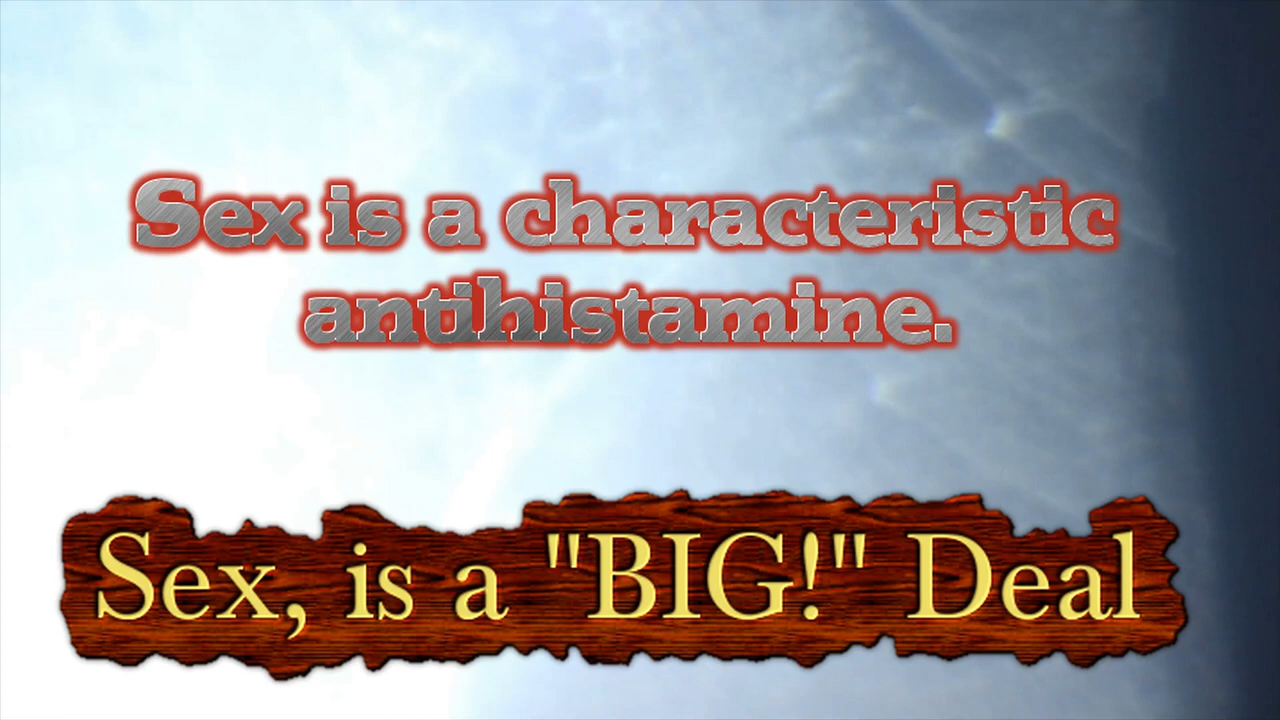 Sex is a characteristic
antihistamine.
Sex, is a "BIG!" Deal